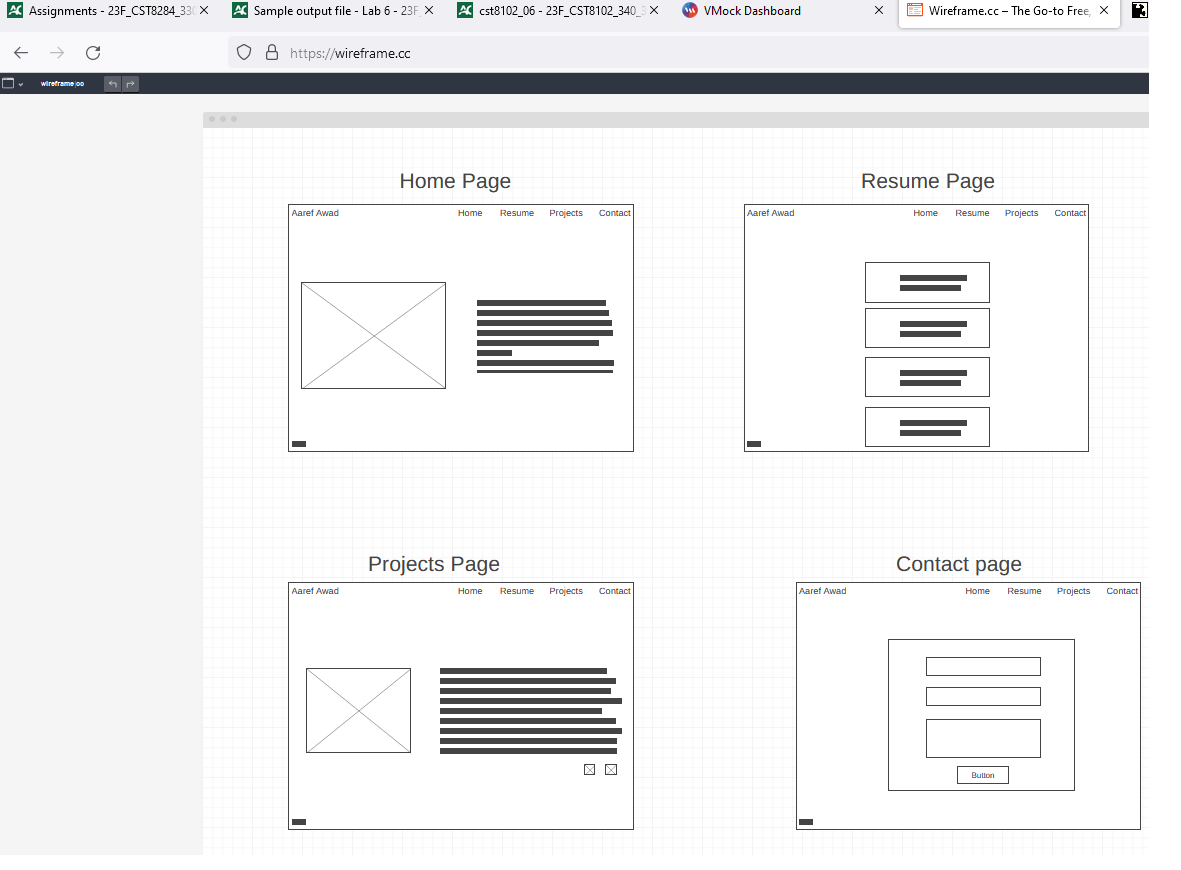 Assignments - 23F_CST8284_330
Sample output file - Lab 6 - 23F
cst8102_06 - 23F_CST8102_340_3
VMock Dashboard
Wireframe.cc – The Go-to Free,
https://wireframe.cc
wireframe|cc
Home Page
Resume Page
Aaref Awad Home Resume Projects Contact
Aaref Awad Home Resume Projects Contact
Projects Page
Contact page
Aaref Awad Home Resume Projects Contact
Aaref Awad Home Resume Projects Contact
Button